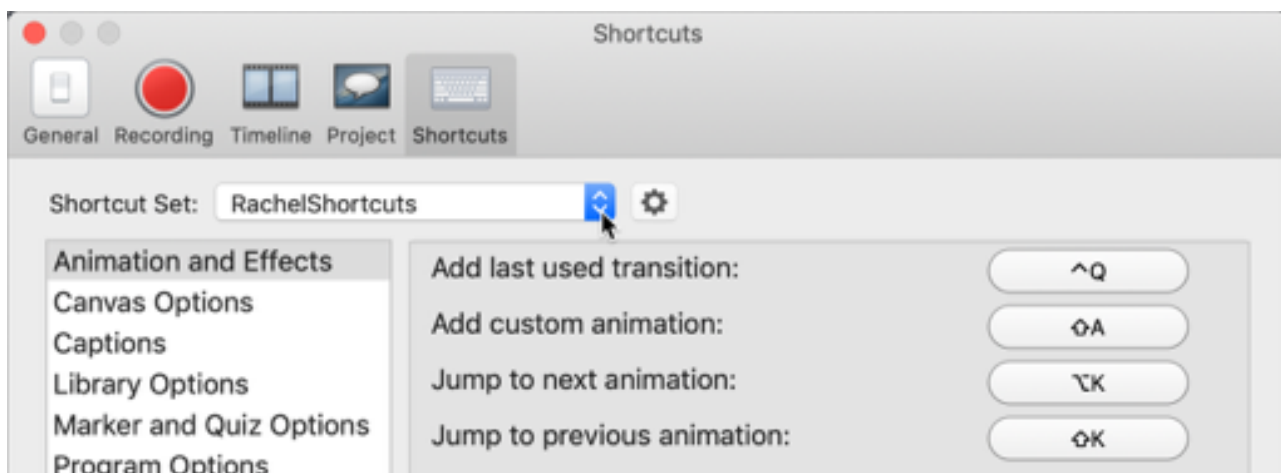 Shortcuts
General Recording Timeline Project Shortcuts
Shortcut Set: RachelShortcuts
Animation and Effects
Canvas Options
Captions
Library Options
Marker and Quiz Options
Program Options
Add last used transition: ^Q
Add custom animation: ⇧A
Jump to next animation: ⌥K
Jump to previous animation: ⇧K